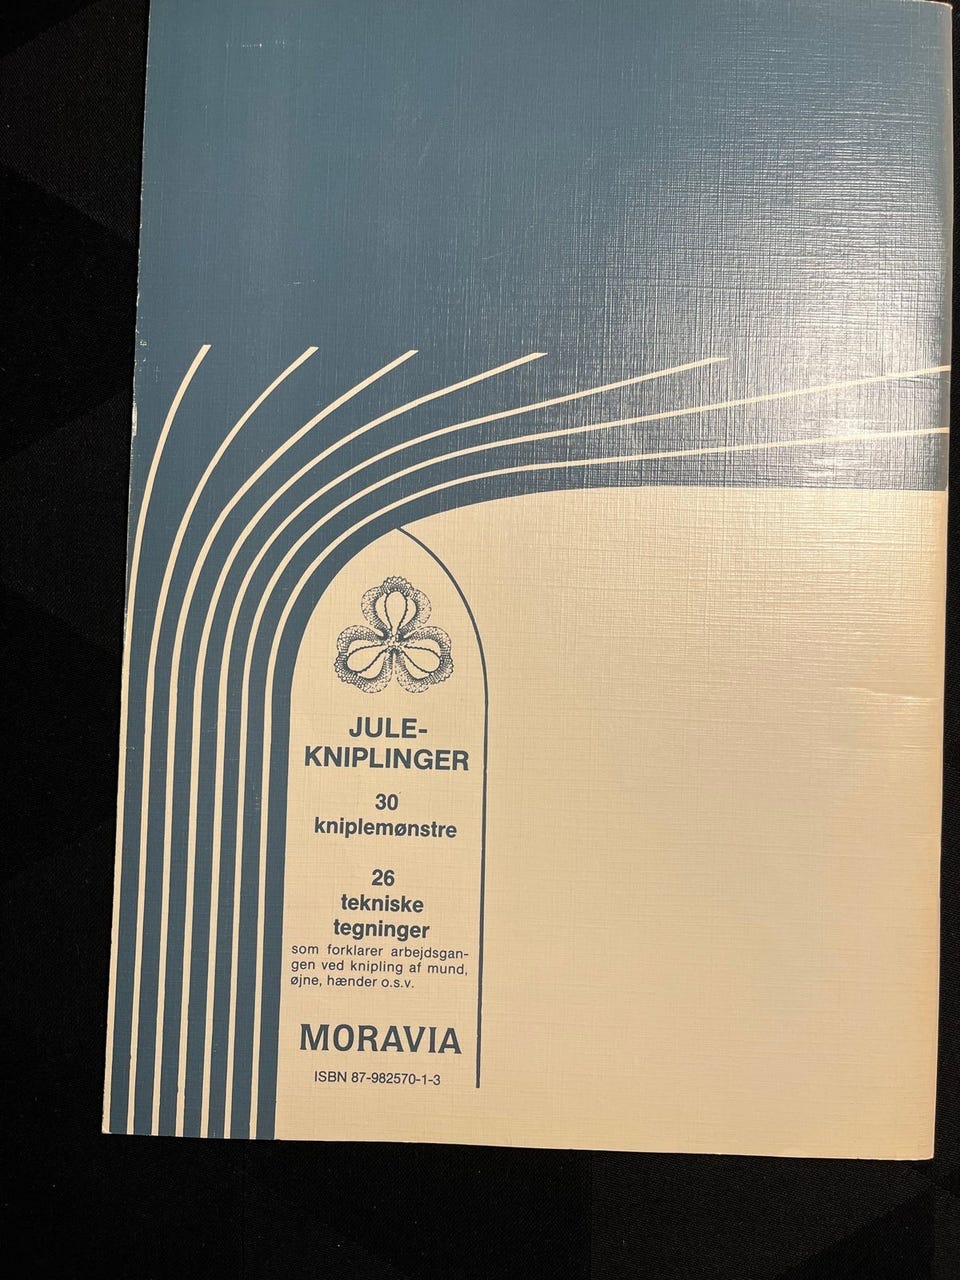 JULE-
KNIPLINGER
30
kniplemønstre
26
tekniske
tegninger
som forklarer arbejdsgan-
gen ved knipling af mund,
øjne, hænder o.s.v.
MORAVIA
ISBN 87-982570-1-3